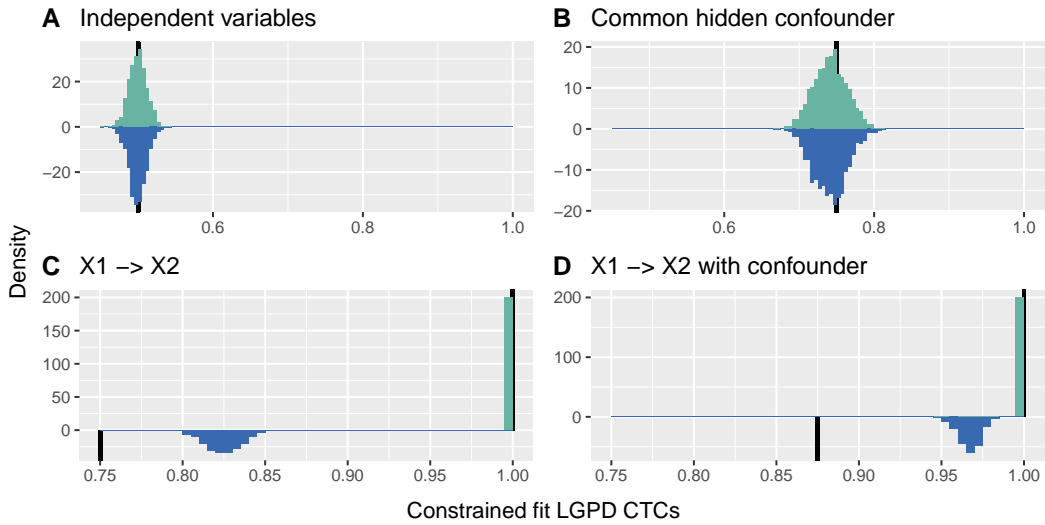 A Independent variables
B Common hidden confounder
20
0
−20
0.6 0.8 1.0
20
10
0
−10
−20
0.6 0.8 1.0
Density
C X1 −> X2
D X1 −> X2 with confounder
200
150
100
50
0
0.75 0.80 0.85 0.90 0.95 1.00
200
100
0
0.75 0.80 0.85 0.90 0.95 1.00
Constrained fit LGPD CTCs